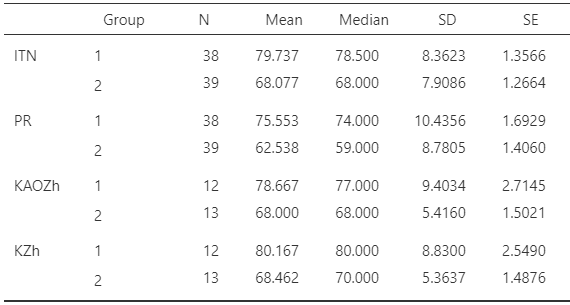 Group N Mean Median SD SE
ITN 1 38 79.737 78.500 8.3623 1.3566
2 39 68.077 68.000 7.9086 1.2664
PR 1 38 75.553 74.000 10.4356 1.6929
2 39 62.538 59.000 8.7805 1.4060
KAOZh 1 12 78.667 77.000 9.4034 2.7145
2 13 68.000 68.000 5.4160 1.5021
KZh 1 12 80.167 80.000 8.8300 2.5490
2 13 68.462 70.000 5.3637 1.4876